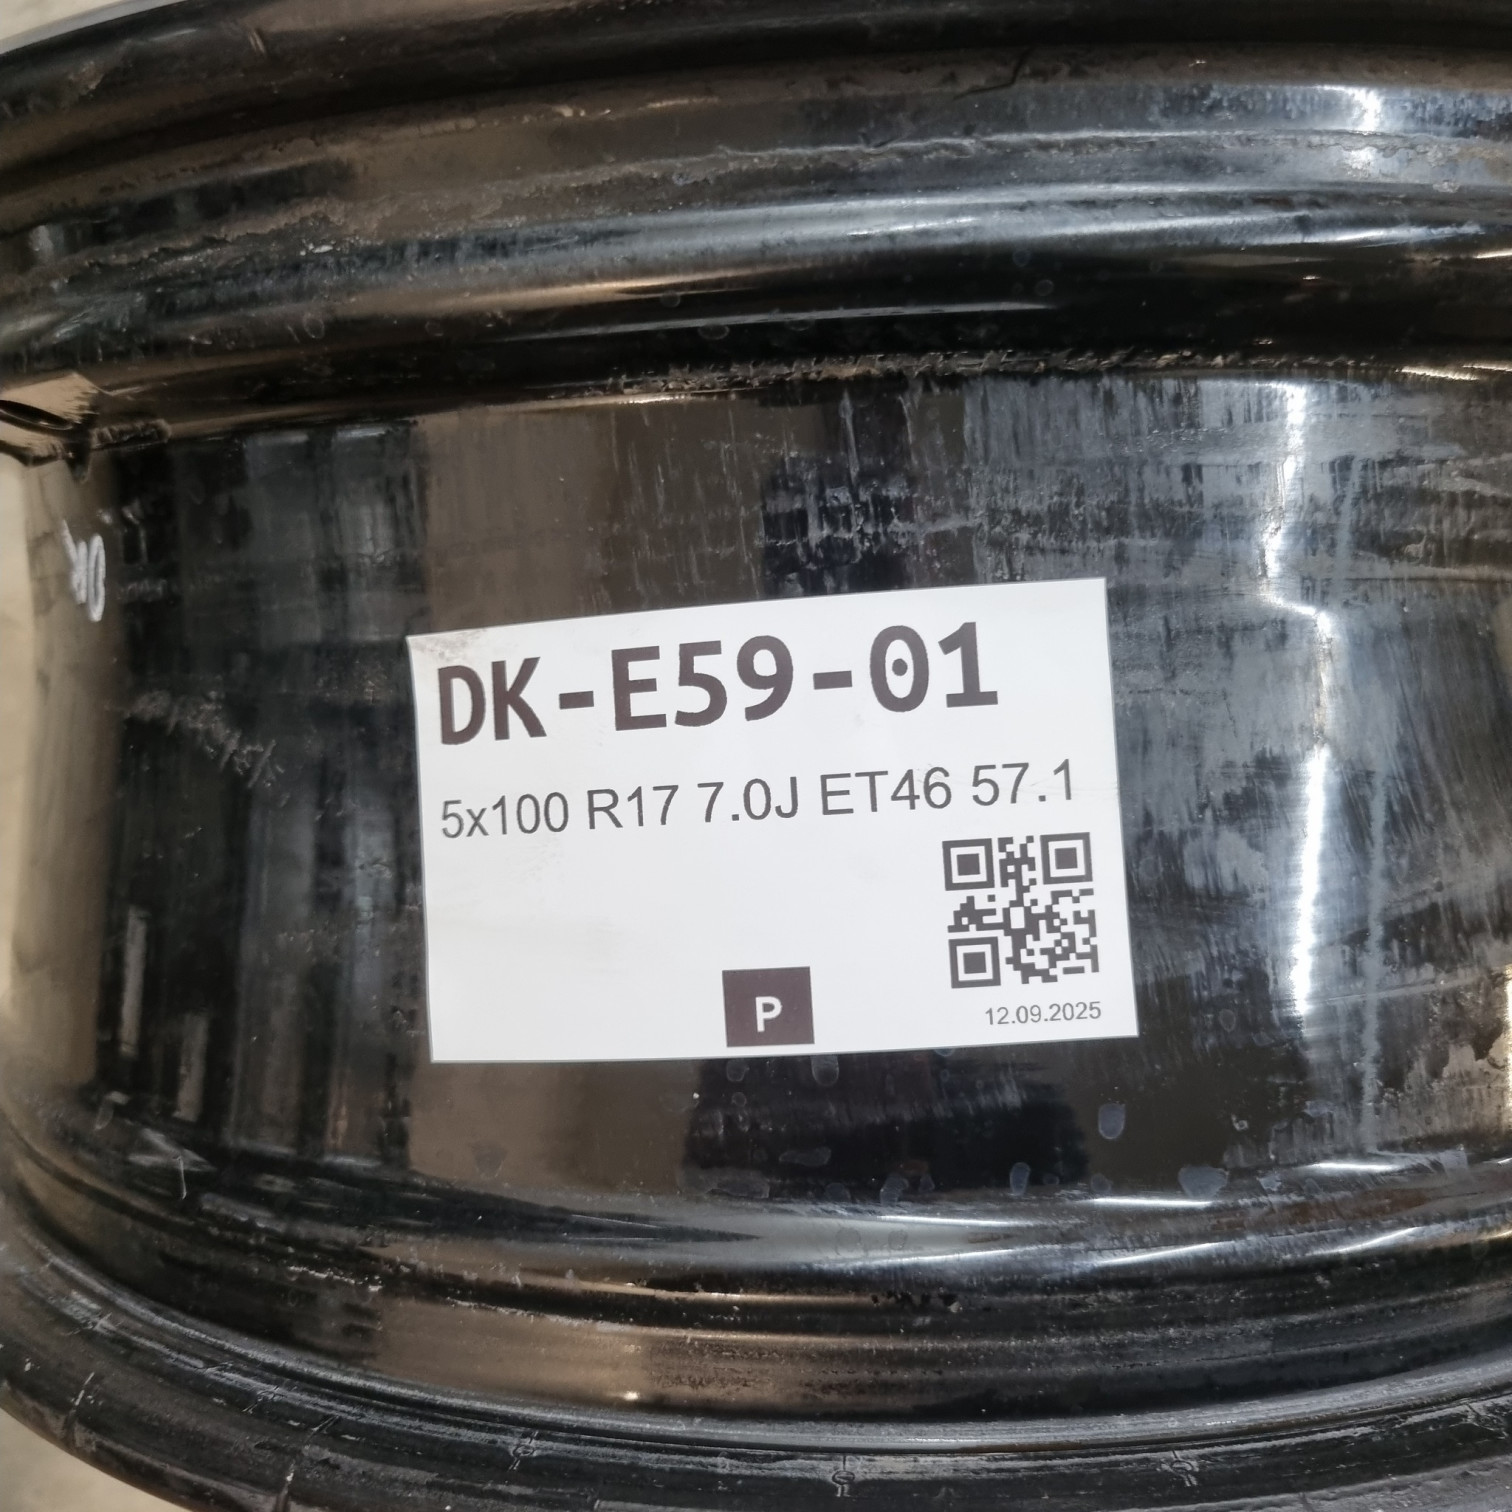 DK-E59-01
5x100 R17 7.0J ET46 57.1
P
12.09.2025